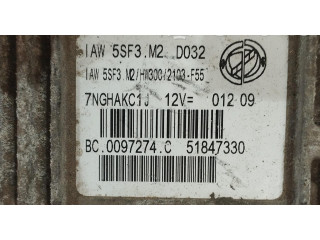 IAW 5SF3.M2 D032
IAW 5SF3.M2/HW300/2103-F55
7NGHAKC1J 12V= 012 09
BC.0097274.C 51847330